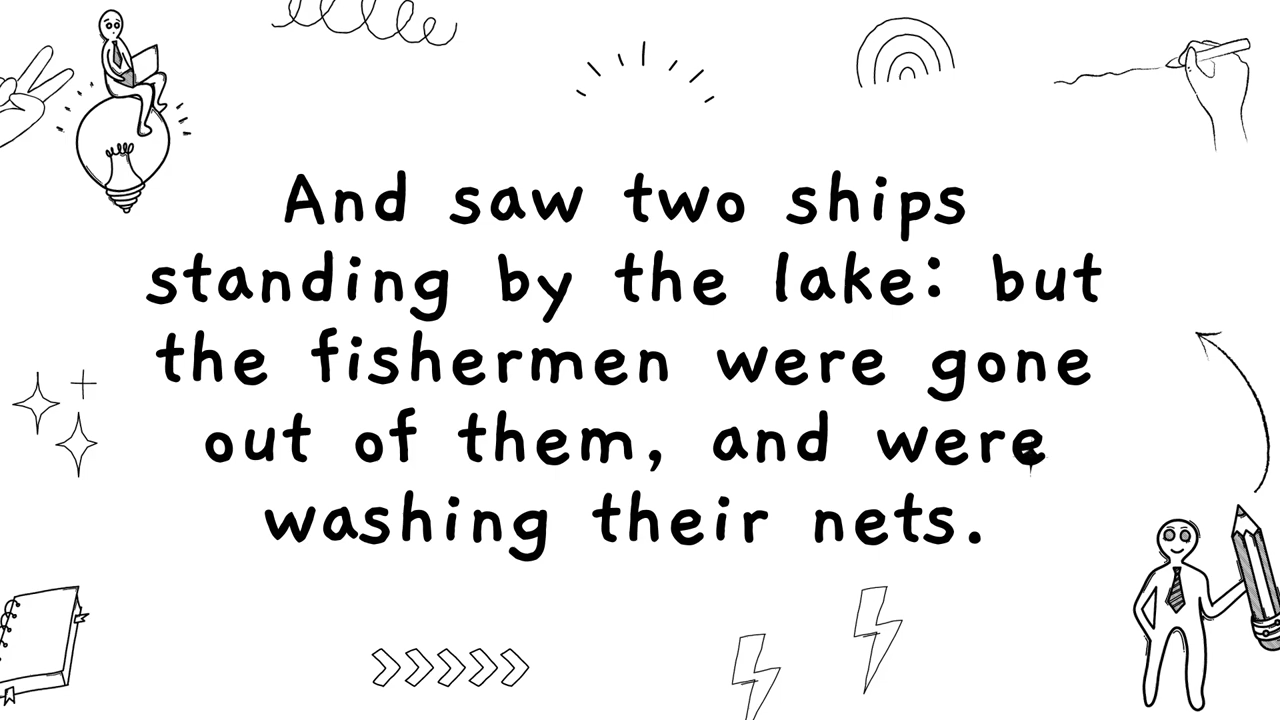 And saw two ships
standing by the lake: but
the fishermen were gone
out of them, and were
washing their nets.